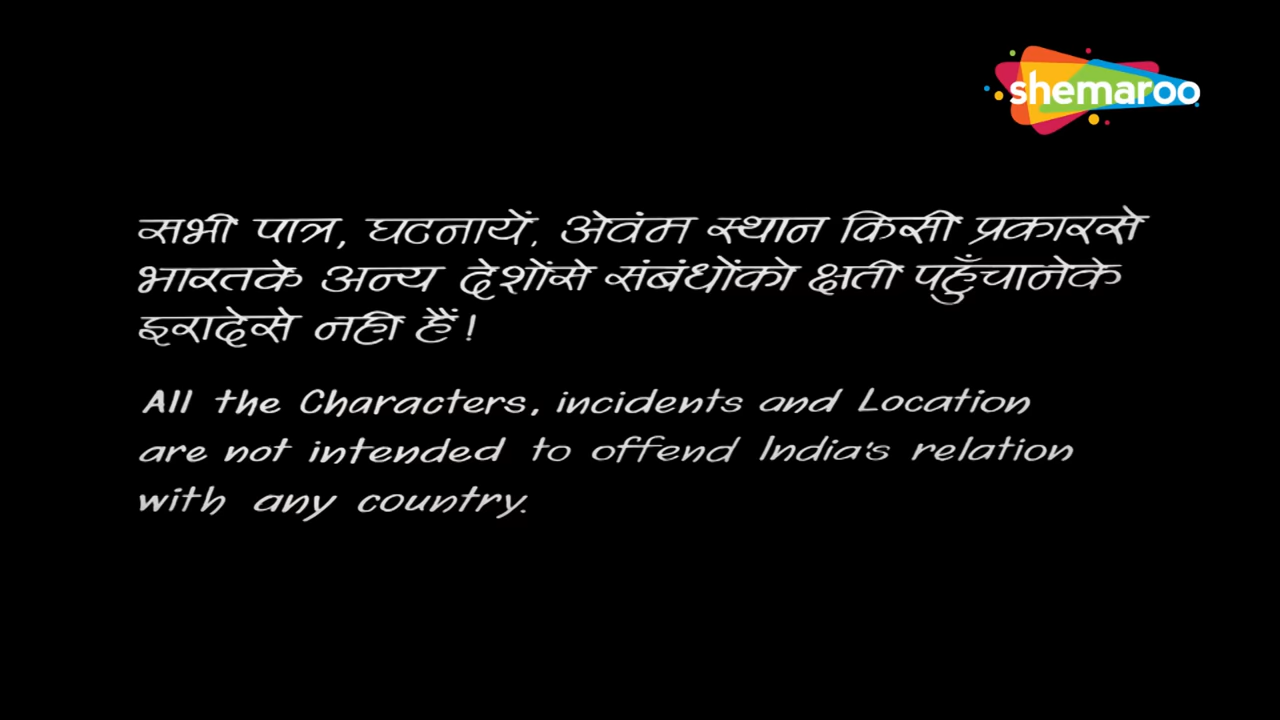 shemaroo
सभी पात्र, घटनायें, अेवंम स्थान किसी प्रकारसे
भारतके अन्य देशोंसे संबंधोंको क्षती पहुँचानेके
इरादेसे नही हैं!
All the Characters, incidents and Location
are not intended to offend India's relation
with any country.